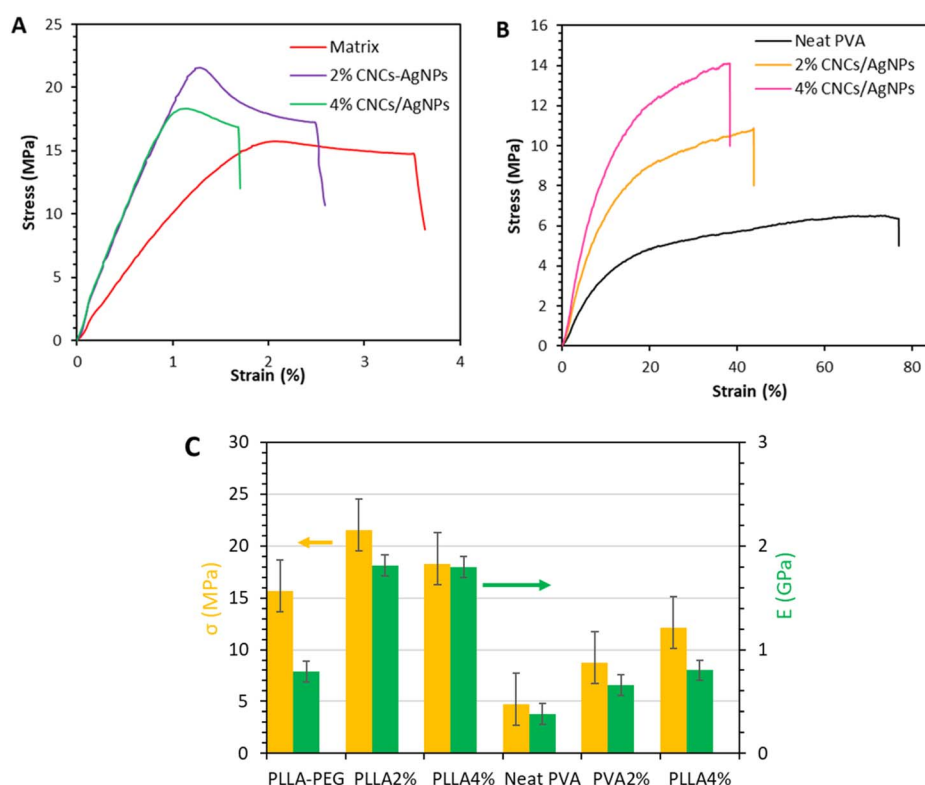 A
25
20
15
10
5
0
Stress (MPa)
Matrix
2% CNCs-AgNPs
4% CNCs/AgNPs
0 1 2 3 4
Strain (%)
B
16
14
12
10
8
6
4
2
0
Stress (MPa)
Neat PVA
2% CNCs/AgNPs
4% CNCs/AgNPs
0 20 40 60 80
Strain (%)
C
30
25
20
15
10
5
0
σ (MPa)
3
2
1
0
E (GPa)
PLLA-PEG PLLA2% PLLA4% Neat PVA PVA2% PLLA4%